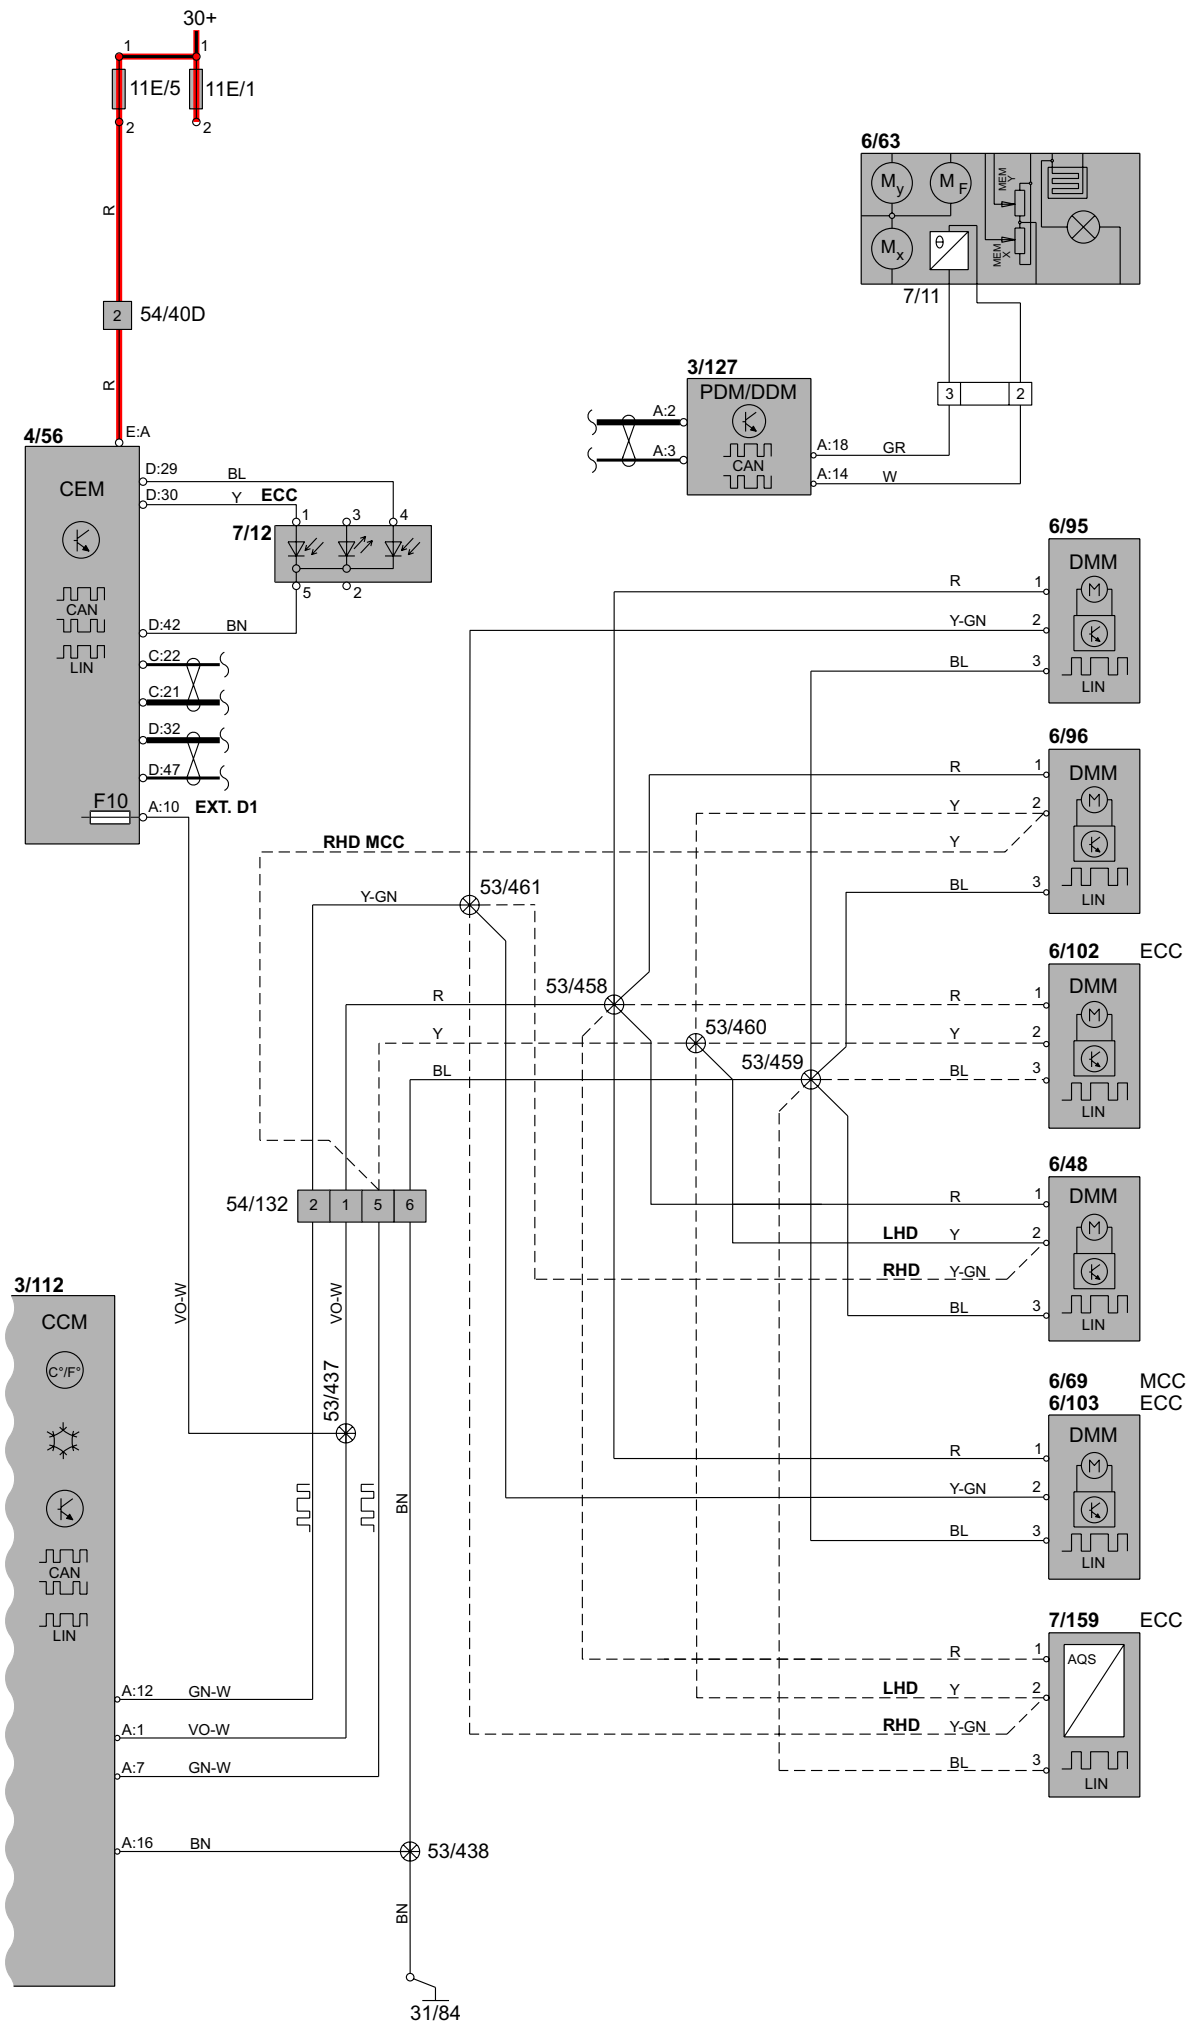 30+
1
1
11E/5
11E/1
2
2
R
2
54/40D
R
E:A
4/56
CEM
CAN
LIN
D:29
BL
D:30
Y
ECC
7/12
1
3
4
5
2
D:42
BN
C:22
C:21
D:32
D:47
F10
A:10
EXT. D1
6/63
My
MF
MEM Y
Mx
θ
MEM X
7/11
3
2
3/127
PDM/DDM
CAN
A:2
A:3
A:18
GR
A:14
W
6/95
DMM
M
LIN
R
1
Y-GN
2
BL
3
6/96
DMM
M
LIN
R
1
Y
2
Y
RHD MCC
BL
3
Y-GN
53/461
6/102 ECC
DMM
M
LIN
R
53/458
R
1
Y
53/460
Y
2
BL
53/459
BL
3
54/132
2
1
5
6
6/48
DMM
M
LIN
R
1
LHD
Y
2
RHD
Y-GN
BL
3
VO-W
VO-W
53/437
BN
3/112
CCM
C°/F°
CAN
LIN
6/69 MCC
6/103 ECC
DMM
M
LIN
R
1
Y-GN
2
BL
3
7/159 ECC
AQS
LIN
R
1
LHD
Y
2
RHD
Y-GN
BL
3
A:12
GN-W
A:1
VO-W
A:7
GN-W
A:16
BN
53/438
BN
31/84